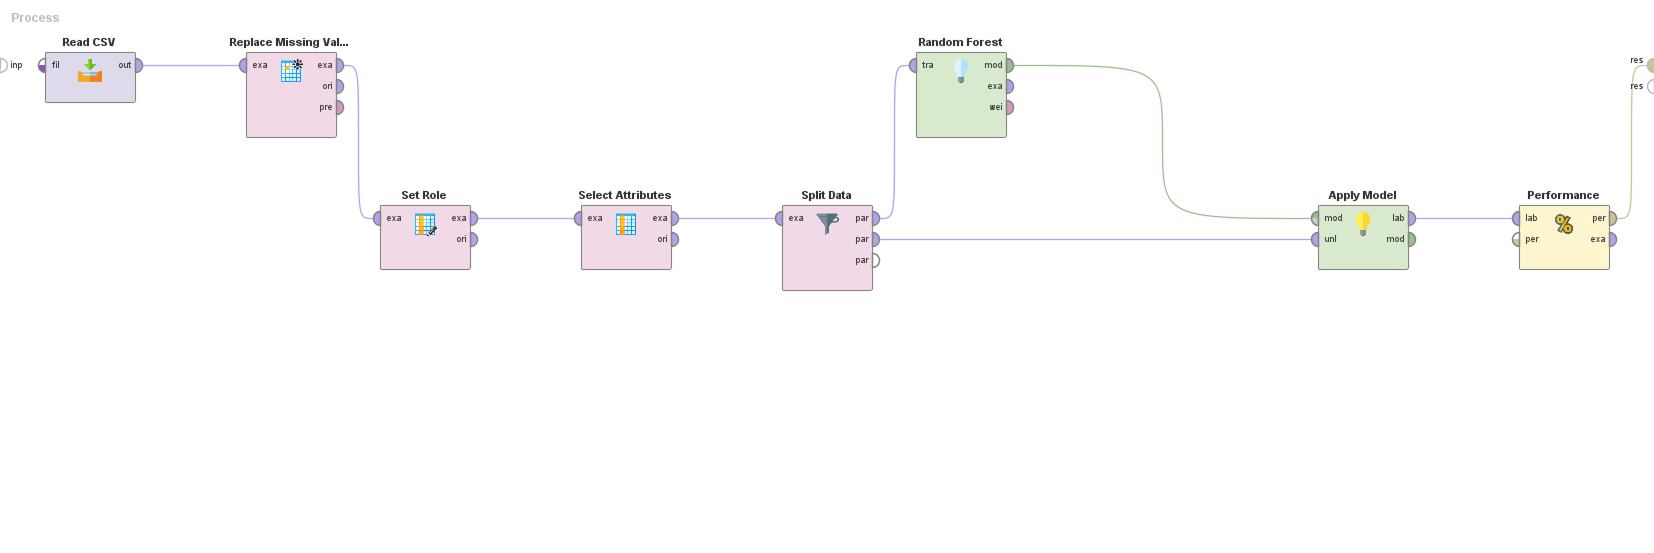 Process
inp
Read CSV
fil
out
Replace Missing Val...
exa
exa
ori
pre
Set Role
exa
exa
ori
Select Attributes
exa
exa
ori
Split Data
exa
par
par
par
Random Forest
tra
mod
exa
wei
Apply Model
mod
lab
unl
mod
Performance
lab
per
per
exa
res
res